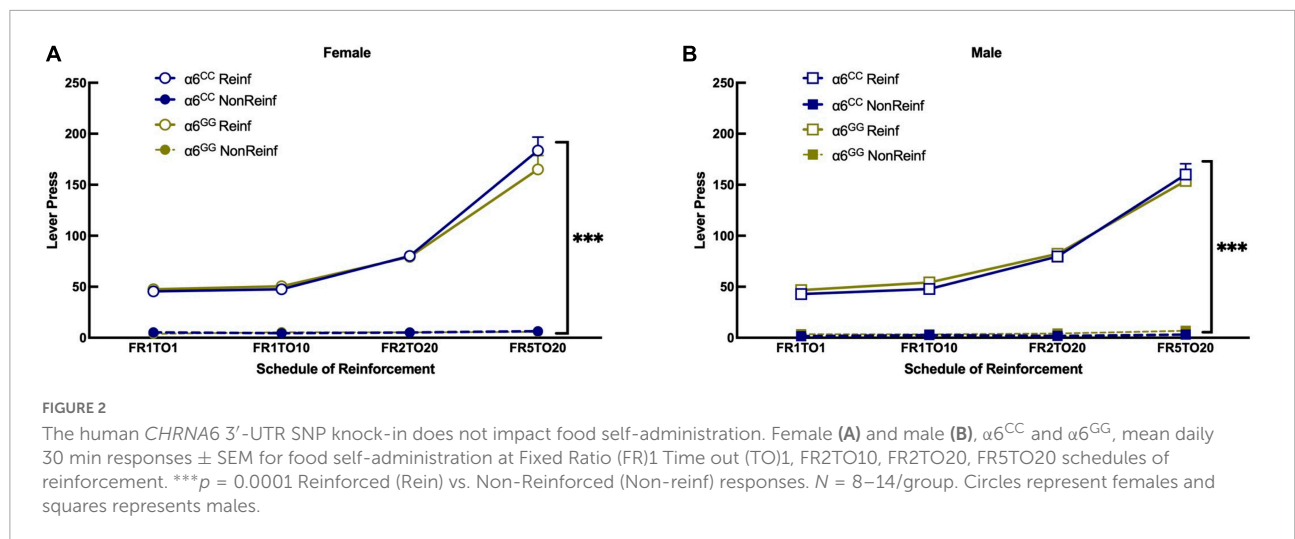 A
Female
250
200
150
100
50
0
Lever Press
α6CC Reinf
α6CC NonReinf
α6GG Reinf
α6GG NonReinf
***
FR1TO1 FR1TO10 FR2TO20 FR5TO20
Schedule of Reinforcement
B
Male
250
200
150
100
50
0
Lever Press
α6CC Reinf
α6CC NonReinf
α6GG Reinf
α6GG NonReinf
***
FR1TO1 FR1TO10 FR2TO20 FR5TO20
Schedule of Reinforcement
FIGURE 2
The human CHRNA6 3′-UTR SNP knock-in does not impact food self-administration. Female (A) and male (B), α6CC and α6GG, mean daily
30 min responses ± SEM for food self-administration at Fixed Ratio (FR)1 Time out (TO)1, FR2TO10, FR2TO20, FR5TO20 schedules of
reinforcement. ***p = 0.0001 Reinforced (Rein) vs. Non-Reinforced (Non-reinf) responses. N = 8–14/group. Circles represent females and
squares represents males.